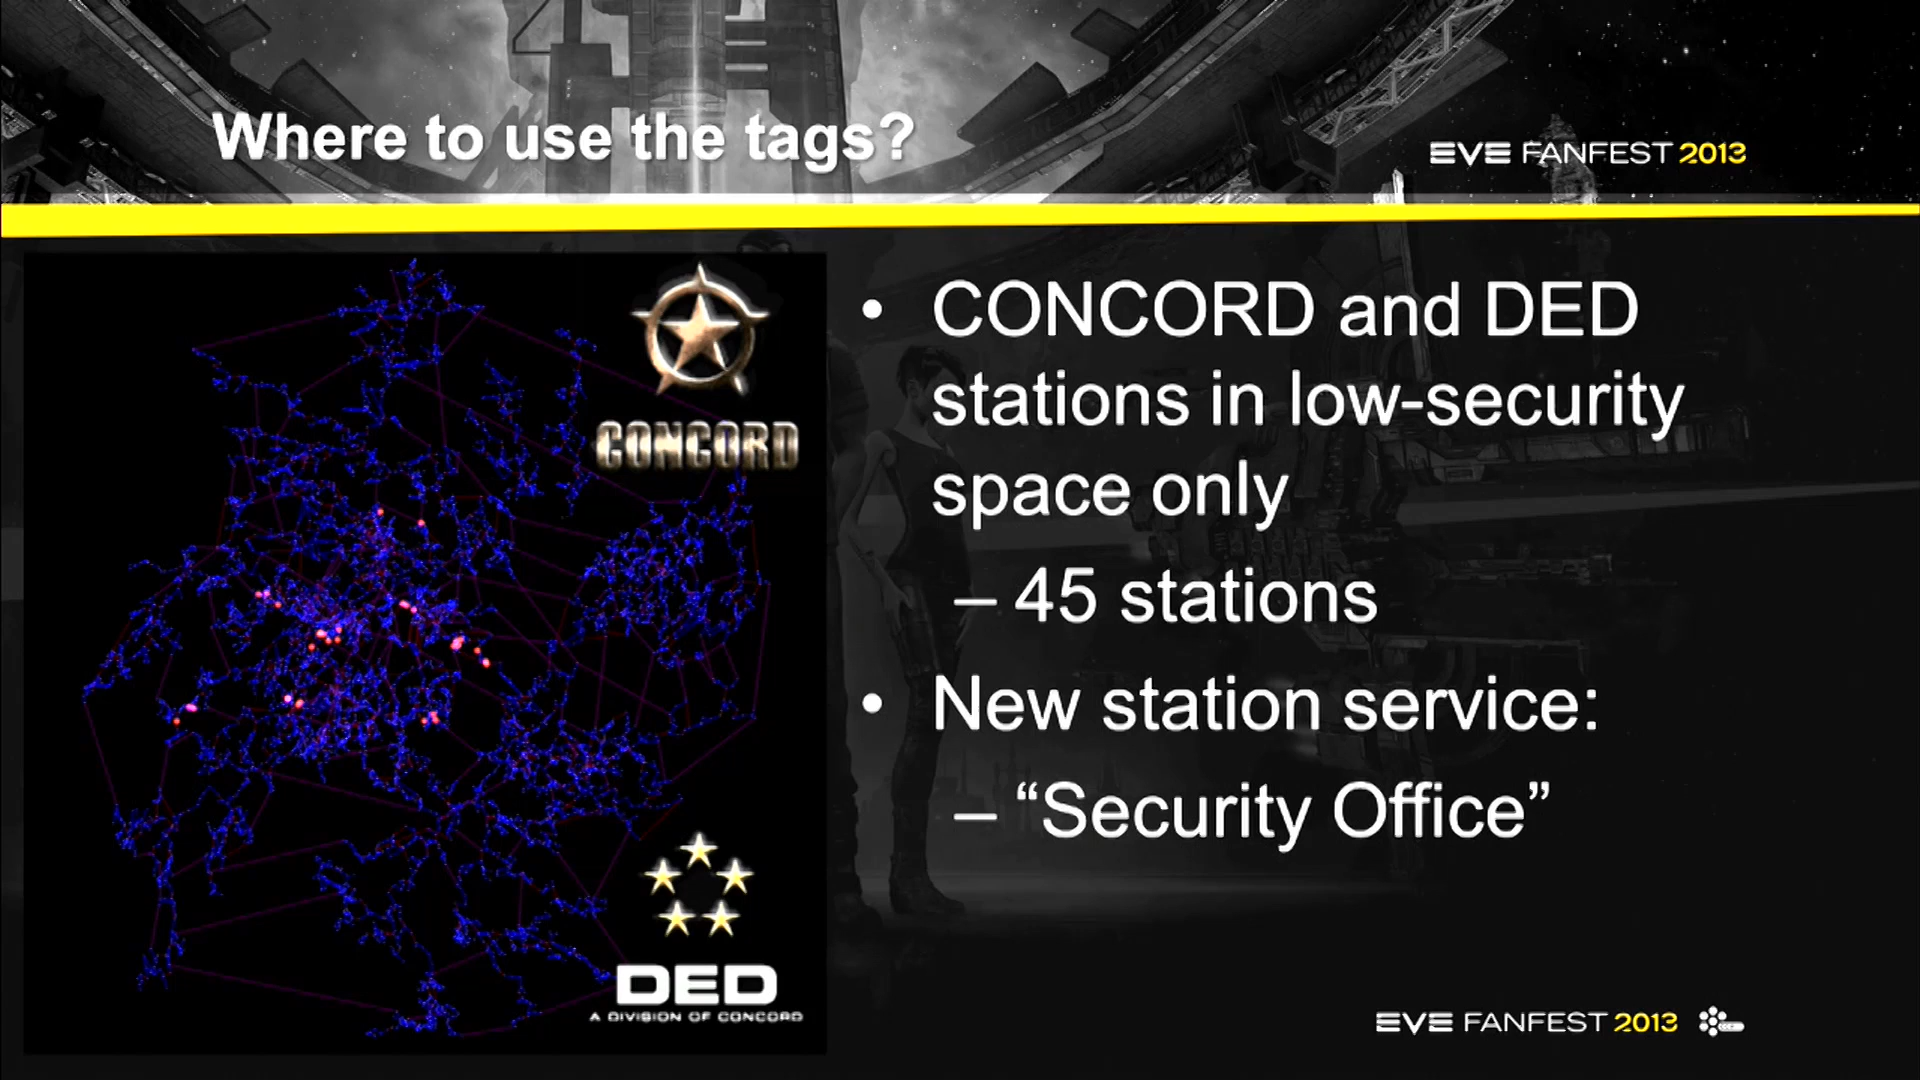 Where to use the tags?
EVE FANFEST 2013
CONCORD
• CONCORD and DED
stations in low-security
space only
– 45 stations
• New station service:
– “Security Office”
DED
A DIVISION OF CONCORD
EVE FANFEST 2013